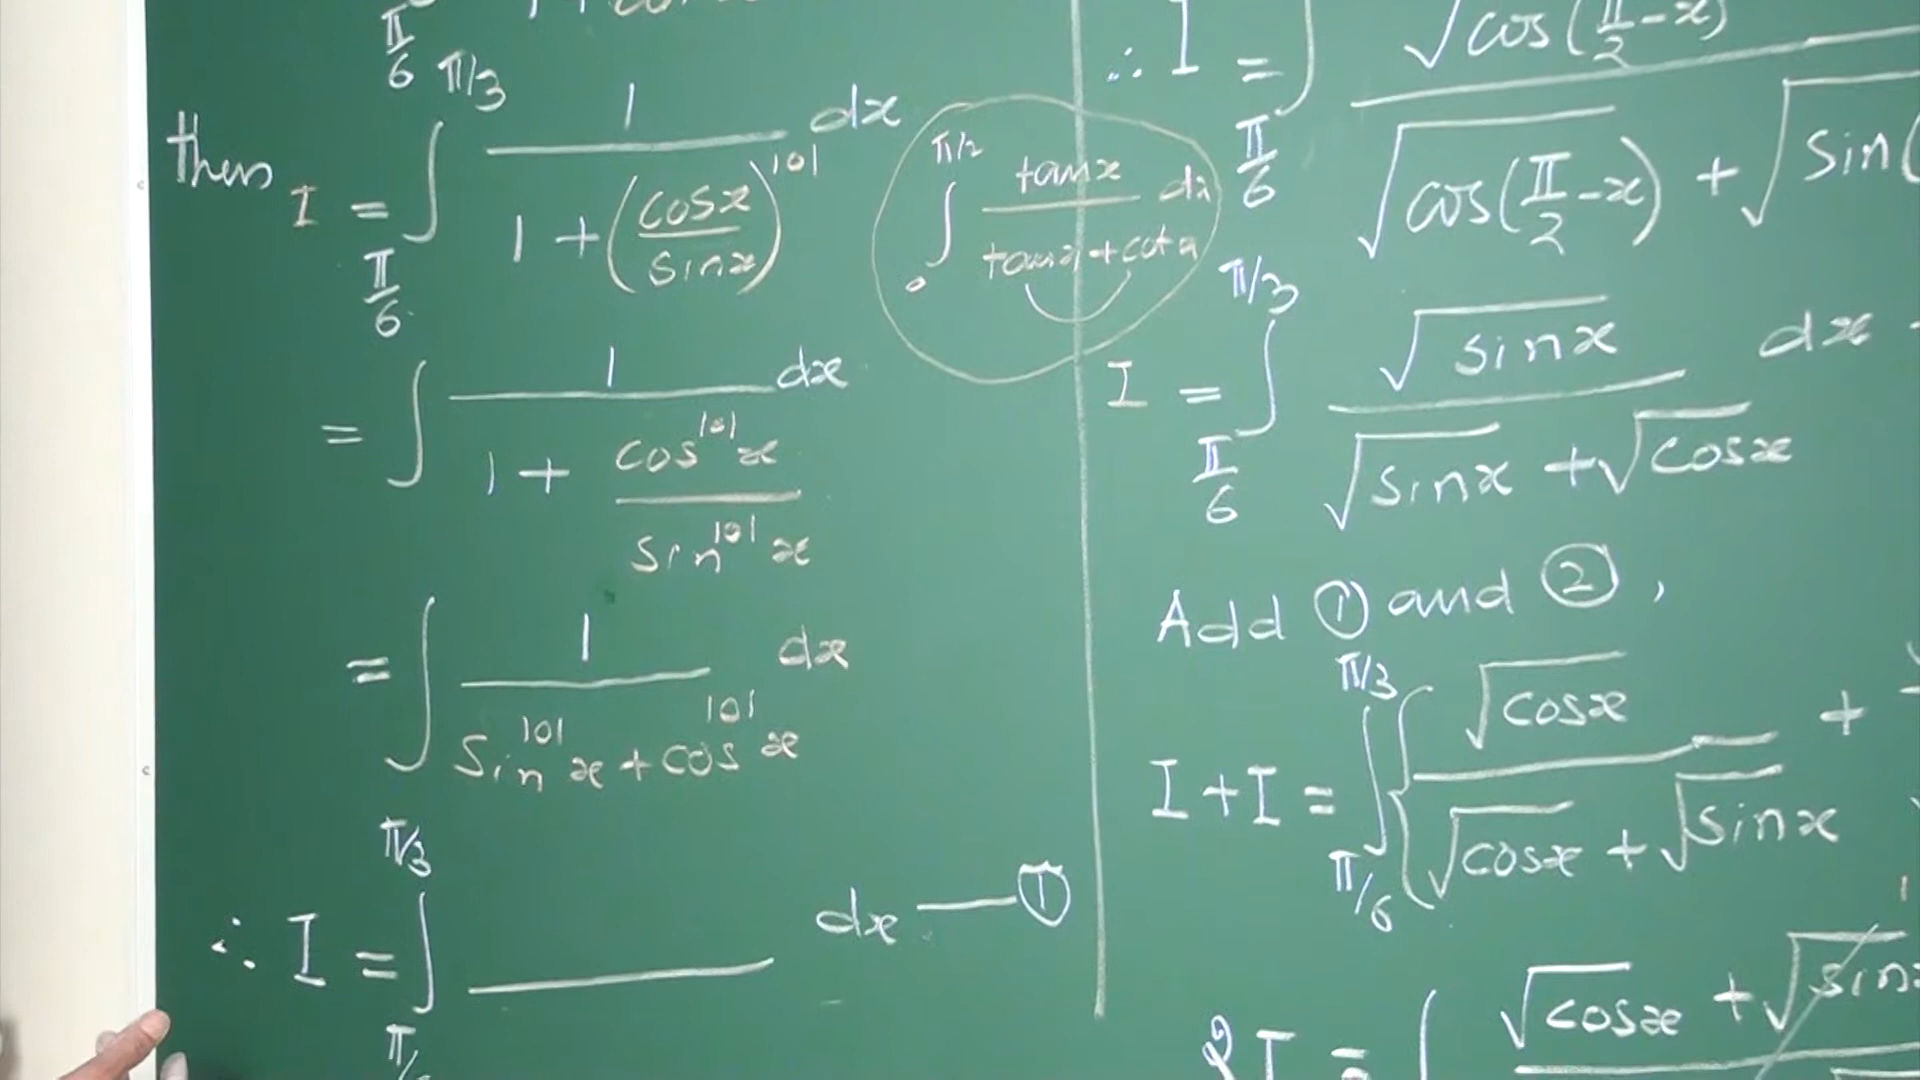 π/6
then I = ∫_{π/6}^{π/3} 1 / (1 + (cosx / sinx)^101) dx
= ∫ 1 / (1 + cos^101 x / sin^101 x) dx
= ∫ 1 / (sin^101 x + cos^101 x) dx
∴ I = ∫^{π/3} ____ dx — ①
∫_0^{π/2} tanx / (tanx + cotx) dx
∴ I = ∫_{π/6} √cos(π/2 - x) / (√cos(π/2 - x) + √sin(
I = ∫_{π/6}^{π/3} √sinx / (√sinx + √cosx) dx
Add ① and ②,
I + I = ∫_{π/6}^{π/3} { √cosx / (√cosx + √sinx) +
2I = ∫ √cosx + √sin